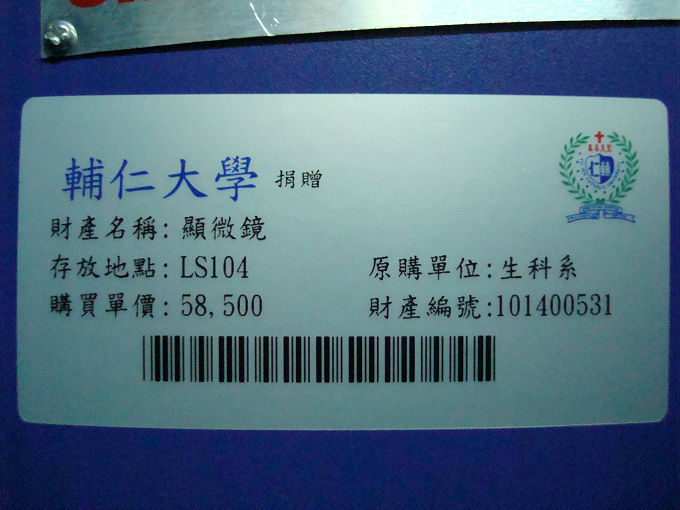 輔仁大學 捐贈
財產名稱: 顯微鏡
存放地點: LS104 原購單位: 生科系
購買單價: 58,500 財產編號:101400531